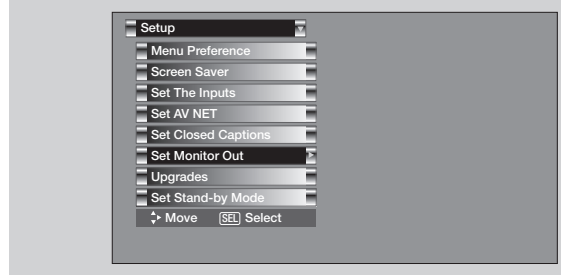 Setup
Menu Preference
Screen Saver
Set The Inputs
Set AV NET
Set Closed Captions
Set Monitor Out
Upgrades
Set Stand-by Mode
Move SEL Select